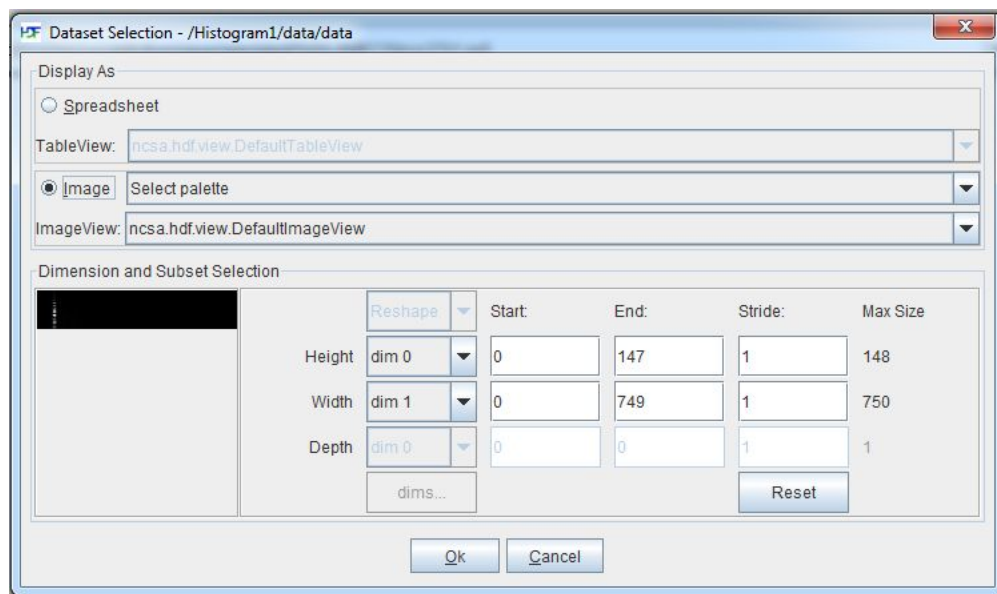 HDF Dataset Selection - /Histogram1/data/data X
Display As
Spreadsheet
TableView: ncsa.hdf.view.DefaultTableView
Image Select palette
ImageView: ncsa.hdf.view.DefaultImageView
Dimension and Subset Selection
Reshape Start: End: Stride: Max Size
Height dim 0 0 147 1 148
Width dim 1 0 749 1 750
Depth dim 0 0 0 1 1
dims... Reset
Ok Cancel